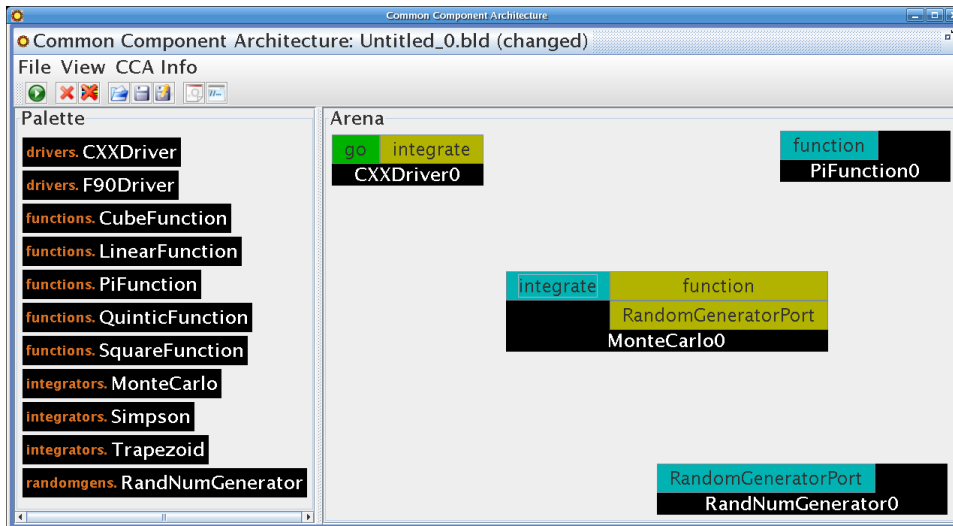 Common Component Architecture
Common Component Architecture: Untitled_0.bld (changed)
File View CCA Info
Palette
drivers. CXXDriver
drivers. F90Driver
functions. CubeFunction
functions. LinearFunction
functions. PiFunction
functions. QuinticFunction
functions. SquareFunction
integrators. MonteCarlo
integrators. Simpson
integrators. Trapezoid
randomgens. RandNumGenerator
Arena
go integrate
CXXDriver0
function
PiFunction0
integrate function
RandomGeneratorPort
MonteCarlo0
RandomGeneratorPort
RandNumGenerator0